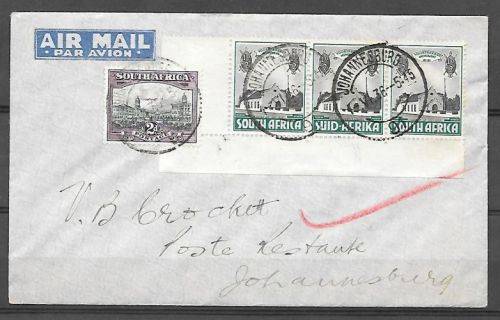 AIR MAIL
PAR AVION
SOUTH AFRICA
2d
SOUTH AFRICA
SUID-AFRIKA
SOUTH AFRICA
JOHANNESBURG
JOHANNESBURG
V. B Crochet
Poste Restante
Johannesburg